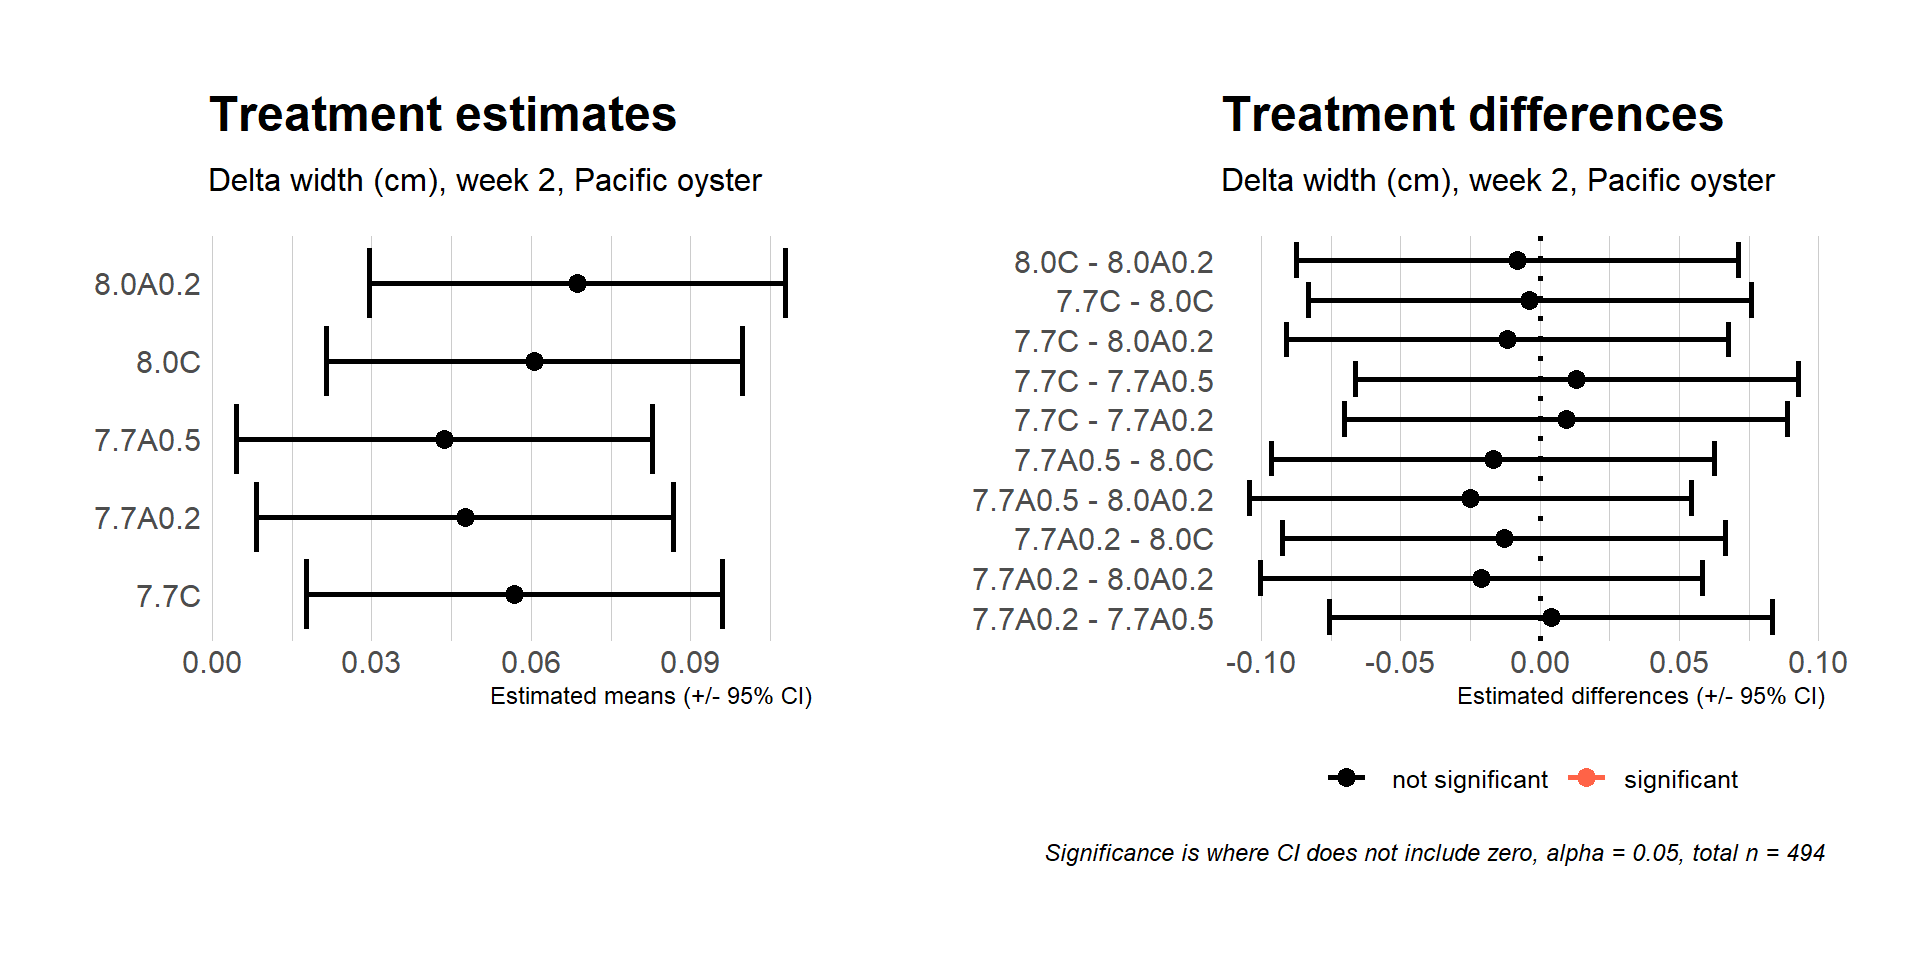 Treatment estimates
Delta width (cm), week 2, Pacific oyster
8.0A0.2
8.0C
7.7A0.5
7.7A0.2
7.7C
0.00 0.03 0.06 0.09
Estimated means (+/- 95% CI)
Treatment differences
Delta width (cm), week 2, Pacific oyster
8.0C - 8.0A0.2
7.7C - 8.0C
7.7C - 8.0A0.2
7.7C - 7.7A0.5
7.7C - 7.7A0.2
7.7A0.5 - 8.0C
7.7A0.5 - 8.0A0.2
7.7A0.2 - 8.0C
7.7A0.2 - 8.0A0.2
7.7A0.2 - 7.7A0.5
-0.10 -0.05 0.00 0.05 0.10
Estimated differences (+/- 95% CI)
not significant significant
Significance is where CI does not include zero, alpha = 0.05, total n = 494